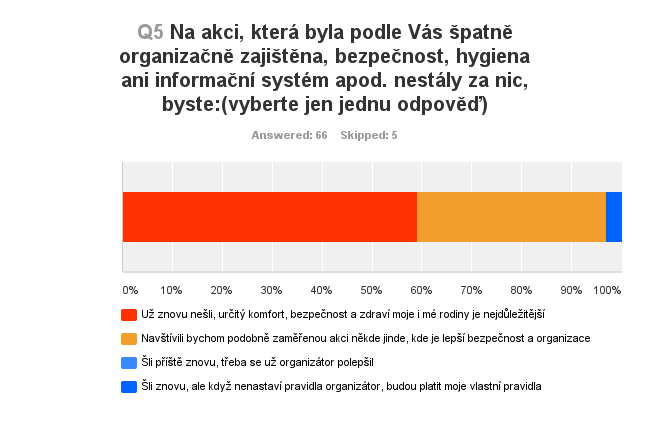 Q5 Na akci, která byla podle Vás špatně
organizačně zajištěna, bezpečnost, hygiena
ani informační systém apod. nestály za nic,
byste:(vyberte jen jednu odpověď)
Answered: 66 Skipped: 5
0% 10% 20% 30% 40% 50% 60% 70% 80% 90% 100%
Už znovu nešli, určitý komfort, bezpečnost a zdraví moje i mé rodiny je nejdůležitější
Navštívili bychom podobně zaměřenou akci někde jinde, kde je lepší bezpečnost a organizace
Šli příště znovu, třeba se už organizátor polepšil
Šli znovu, ale když nenastaví pravidla organizátor, budou platit moje vlastní pravidla